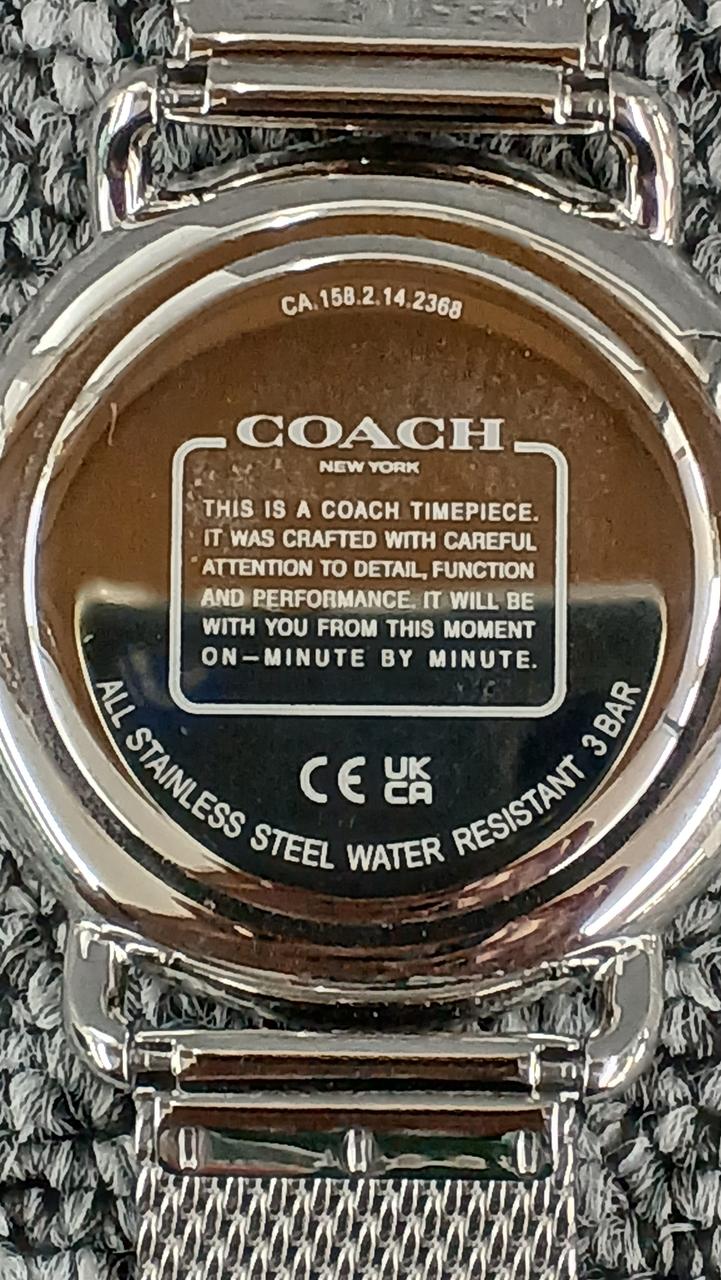 CA.158.2.14.2368
COACH
NEW YORK
THIS IS A COACH TIMEPIECE.
IT WAS CRAFTED WITH CAREFUL
ATTENTION TO DETAIL, FUNCTION
AND PERFORMANCE. IT WILL BE
WITH YOU FROM THIS MOMENT
ON—MINUTE BY MINUTE.
CE UK
CA
ALL STAINLESS STEEL WATER RESISTANT 3 BAR